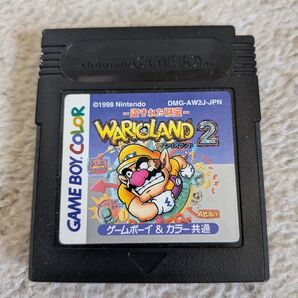 Nintendo GAME BOY
©1998 Nintendo DMG-AW2J-JPN
-盗まれた財宝-
WARIOLAND 2
ワリオランド
GAME BOY COLOR
ゲームボーイ & カラー 共通